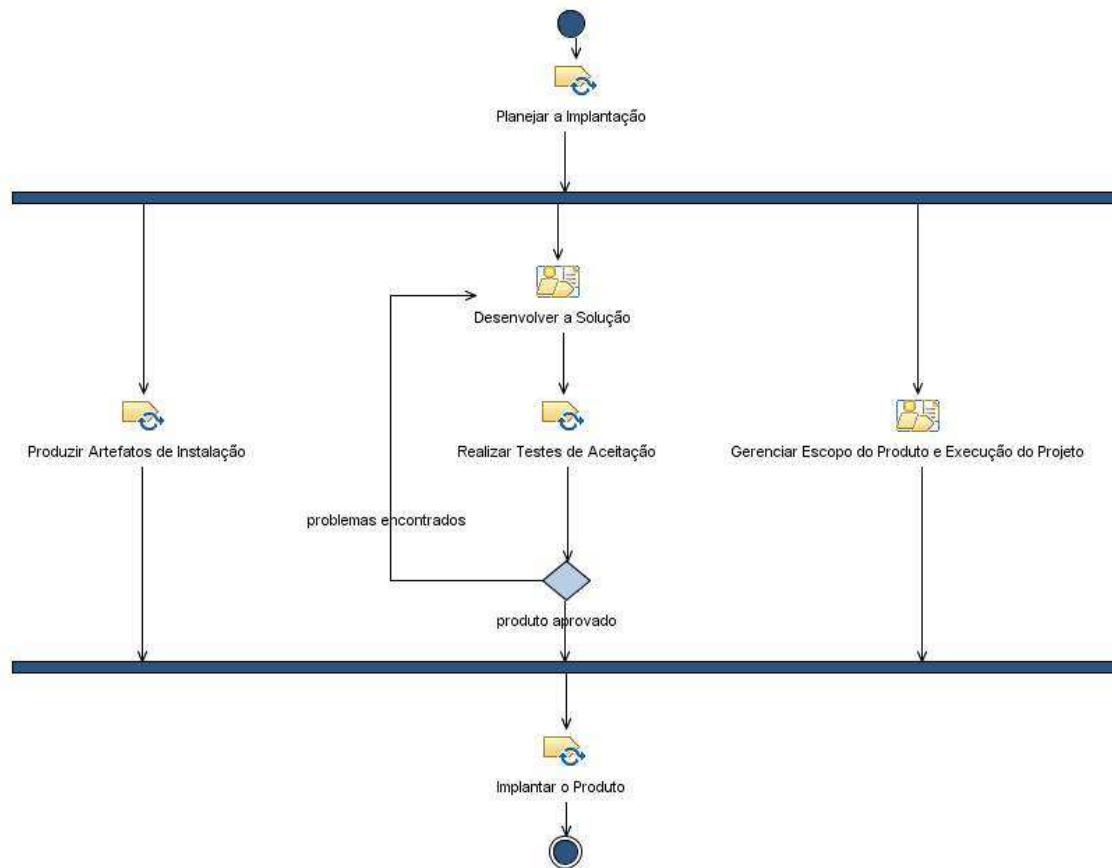 Planejar a Implantação
Desenvolver a Solução
Produzir Artefatos de Instalação
Realizar Testes de Aceitação
Gerenciar Escopo do Produto e Execução do Projeto
problemas encontrados
produto aprovado
Implantar o Produto